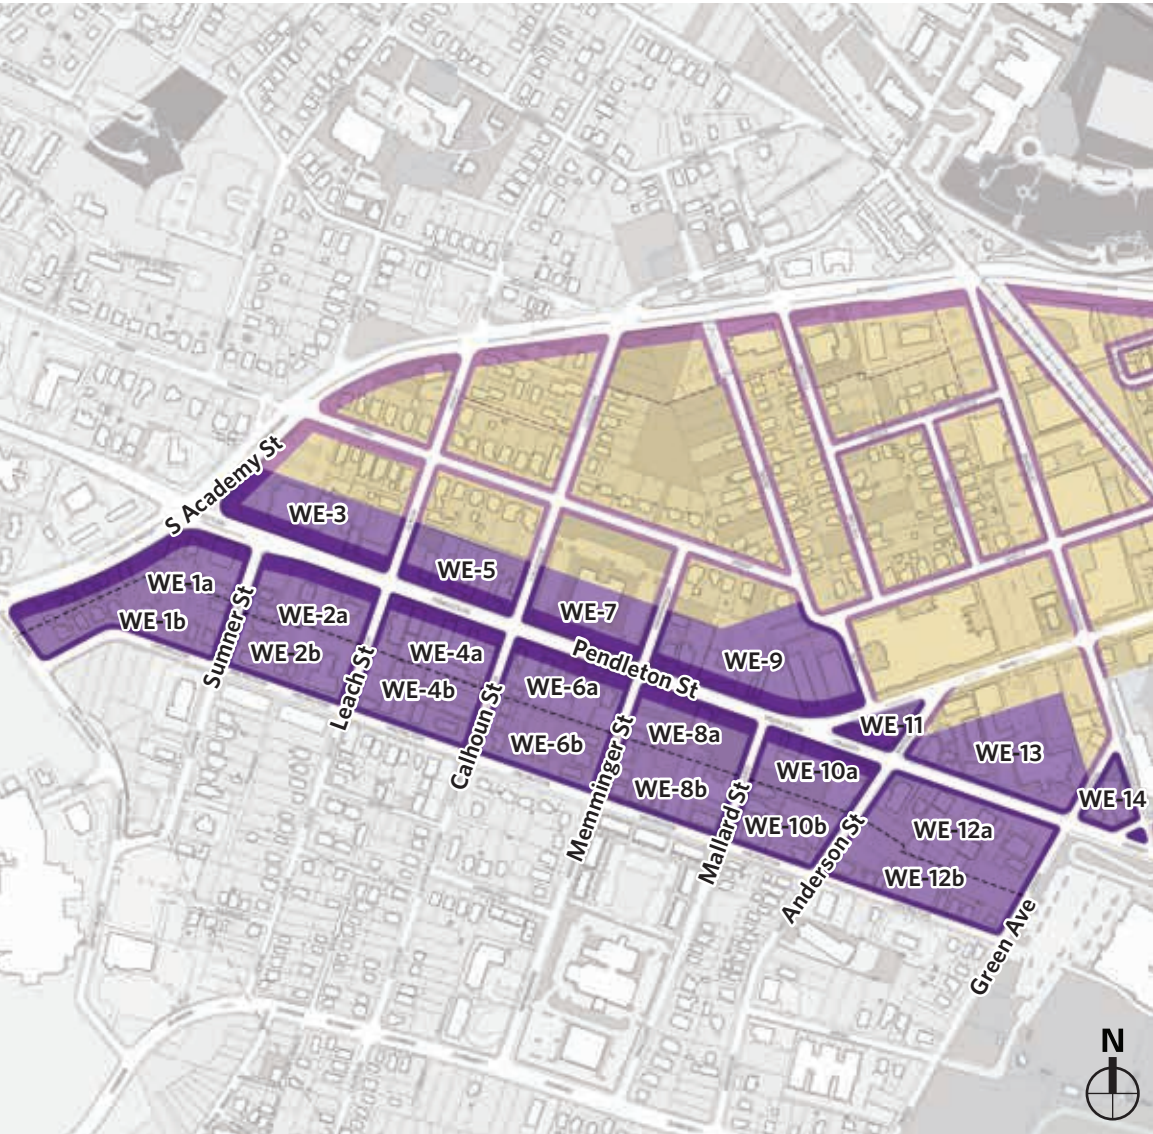 S Academy St
WE-3
WE-5
WE-1a
WE 1b
Sumner St
WE-2a
WE 2b
Leach St
WE-4a
WE-4b
Calhoun St
WE-7
Pendleton St
WE-6a
WE-6b
Memminger St
WE-9
WE-8a
WE-8b
Mallard St
WE-11
WE 10a
WE-10b
Anderson St
WE-13
WE-14
WE-12a
WE-12b
Green Ave
N